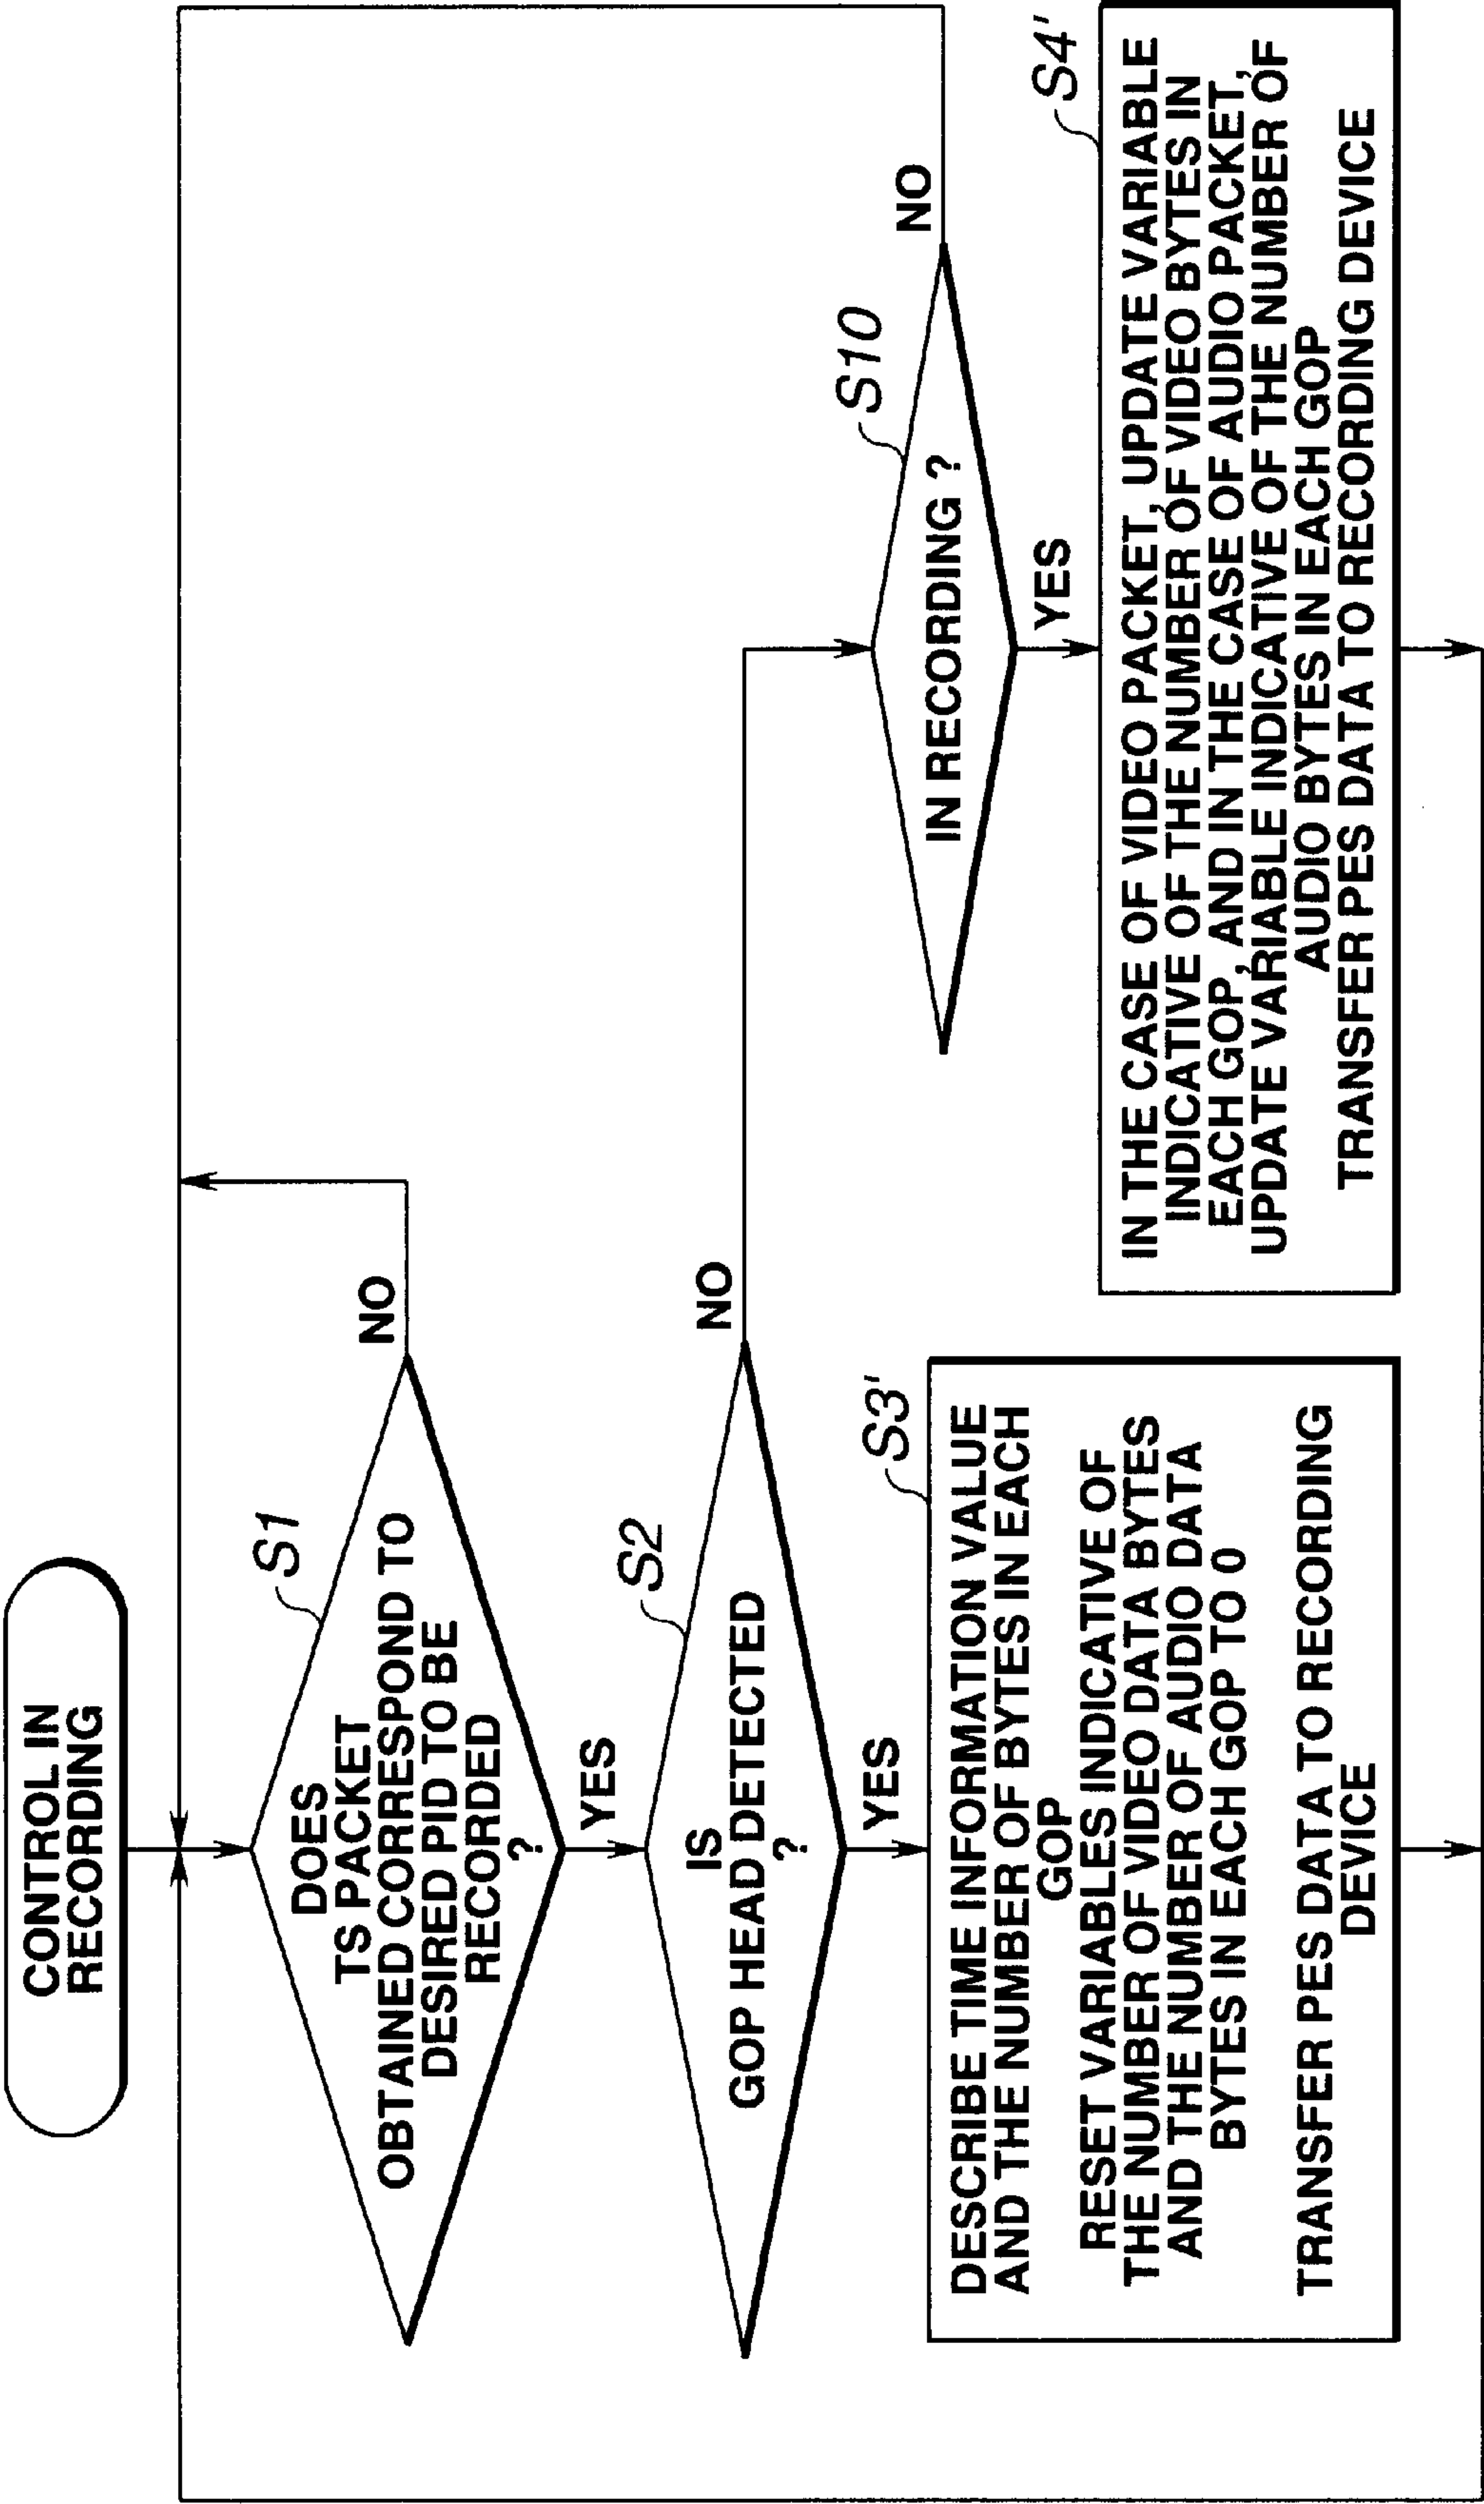 CONTROL IN
RECORDING
S1
DOES
TS PACKET
OBTAINED CORRESPOND TO
DESIRED PID TO BE
RECORDED
?
NO
YES
S2
IS
GOP HEAD DETECTED
?
NO
YES
S3'
DESCRIBE TIME INFORMATION VALUE
AND THE NUMBER OF BYTES IN EACH
GOP
RESET VARIABLES INDICATIVE OF
THE NUMBER OF VIDEO DATA BYTES
AND THE NUMBER OF AUDIO DATA
BYTES IN EACH GOP TO 0
TRANSFER PES DATA TO RECORDING
DEVICE
S10
IN RECORDING ?
NO
YES
S4'
IN THE CASE OF VIDEO PACKET, UPDATE VARIABLE
INDICATIVE OF THE NUMBER OF VIDEO BYTES IN
EACH GOP, AND IN THE CASE OF AUDIO PACKET,
UPDATE VARIABLE INDICATIVE OF THE NUMBER OF
AUDIO BYTES IN EACH GOP
TRANSFER PES DATA TO RECORDING DEVICE